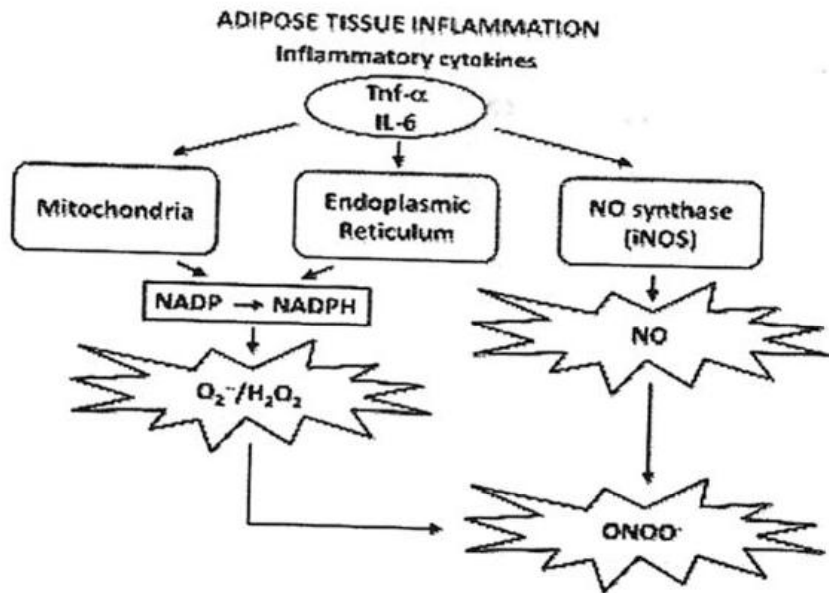 ADIPOSE TISSUE INFLAMMATION
Inflammatory cytokines
Tnf-α
IL-6
Mitochondria
Endoplasmic
Reticulum
NO synthase
(iNOS)
NADP → NADPH
NO
O₂⁻·/H₂O₂
ONOO⁻